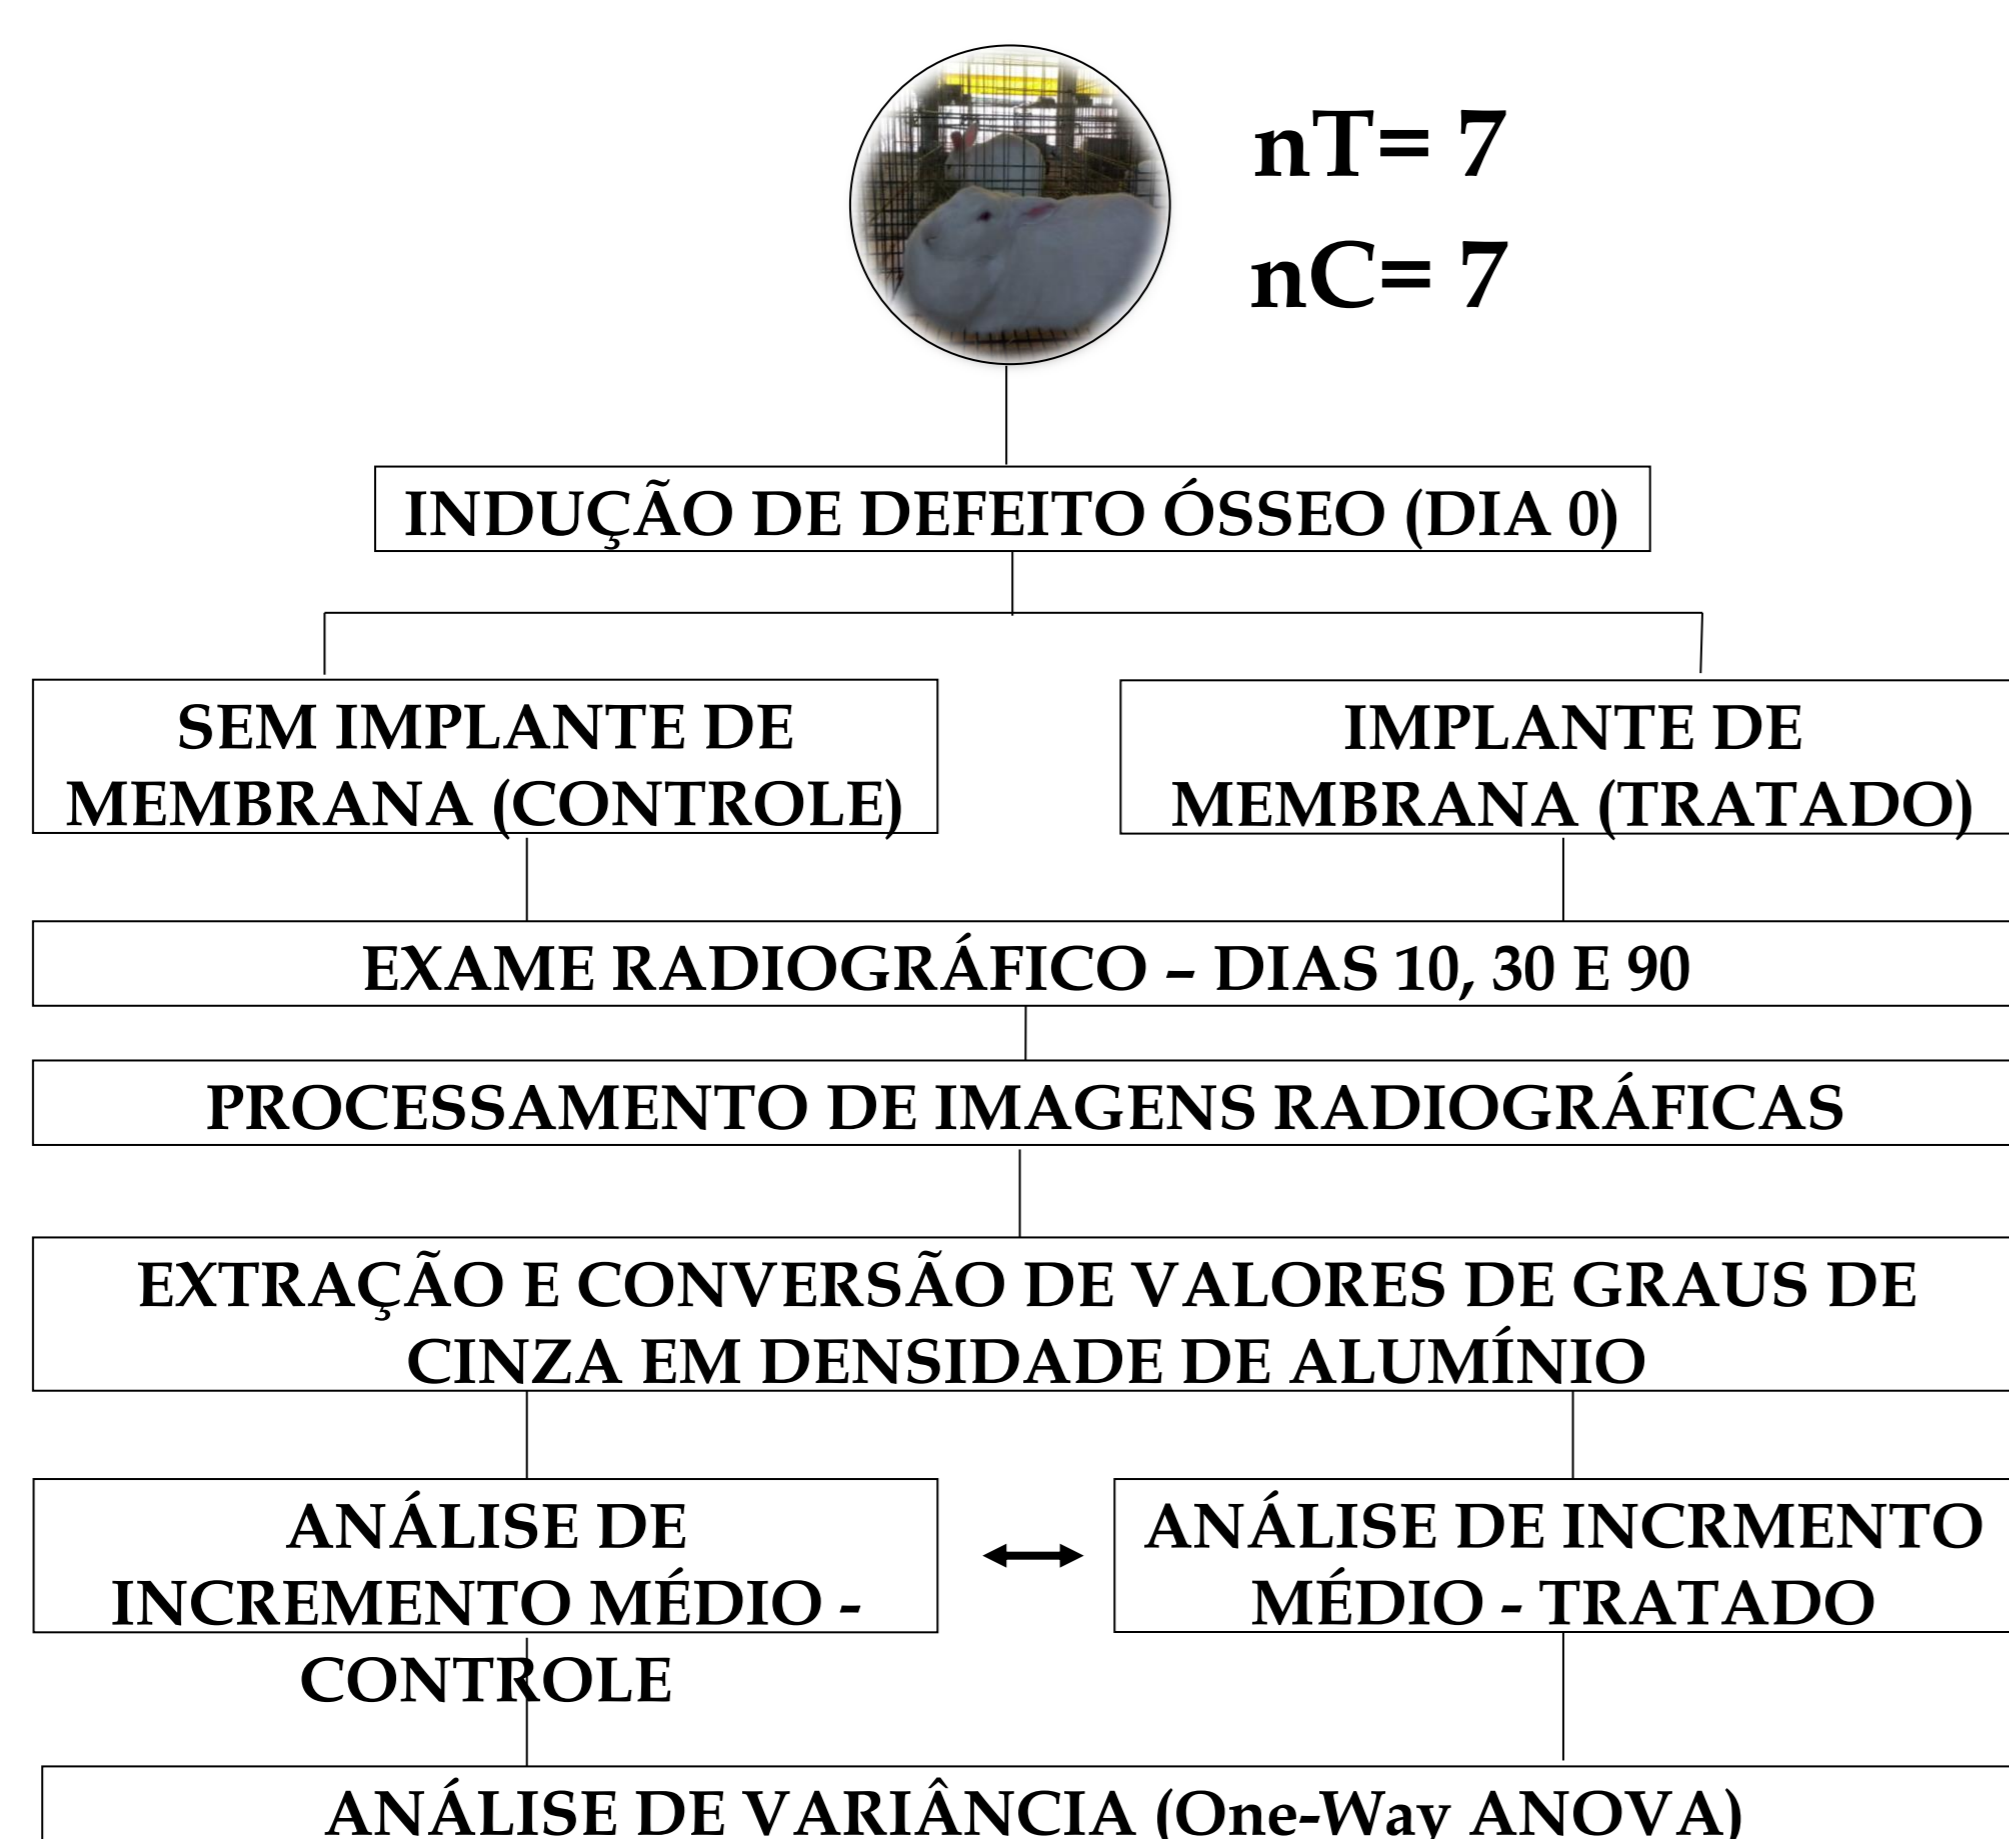 nT= 7
nC= 7
INDUÇÃO DE DEFEITO ÓSSEO (DIA 0)
SEM IMPLANTE DE
MEMBRANA (CONTROLE)
IMPLANTE DE
MEMBRANA (TRATADO)
EXAME RADIOGRÁFICO – DIAS 10, 30 E 90
PROCESSAMENTO DE IMAGENS RADIOGRÁFICAS
EXTRAÇÃO E CONVERSÃO DE VALORES DE GRAUS DE
CINZA EM DENSIDADE DE ALUMÍNIO
ANÁLISE DE
INCREMENTO MÉDIO -
CONTROLE
ANÁLISE DE INCRMENTO
MÉDIO - TRATADO
ANÁLISE DE VARIÂNCIA (One-Way ANOVA)